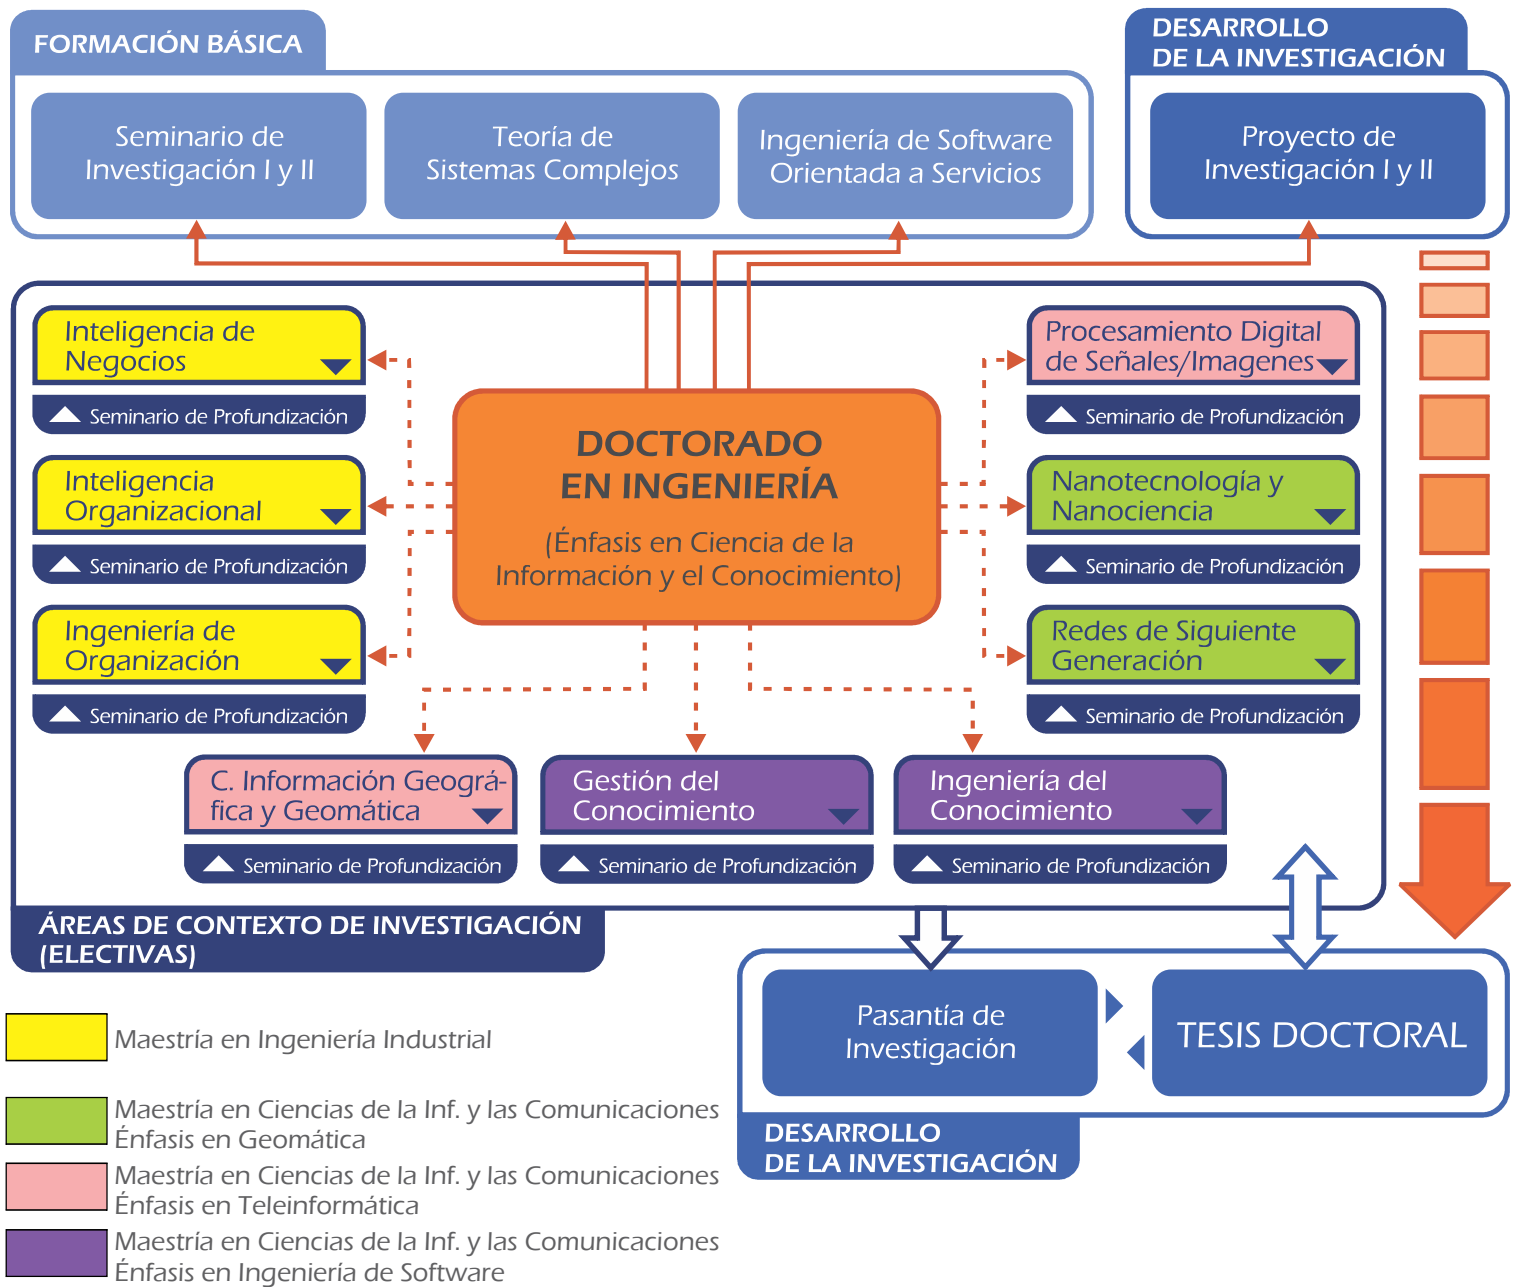 FORMACIÓN BÁSICA
Seminario de
Investigación I y II
Teoría de
Sistemas Complejos
Ingeniería de Software
Orientada a Servicios
DESARROLLO
DE LA INVESTIGACIÓN
Proyecto de
Investigación I y II
Inteligencia de
Negocios
Seminario de Profundización
Inteligencia
Organizacional
Seminario de Profundización
Ingeniería de
Organización
Seminario de Profundización
DOCTORADO
EN INGENIERÍA
(Énfasis en Ciencia de la
Información y el Conocimiento)
Procesamiento Digital
de Señales/Imagenes
Seminario de Profundización
Nanotecnología y
Nanociencia
Seminario de Profundización
Redes de Siguiente
Generación
Seminario de Profundización
C. Información Geográ-
fica y Geomática
Seminario de Profundización
Gestión del
Conocimiento
Seminario de Profundización
Ingeniería del
Conocimiento
Seminario de Profundización
ÁREAS DE CONTEXTO DE INVESTIGACIÓN
(ELECTIVAS)
Pasantía de
Investigación
TESIS DOCTORAL
DESARROLLO
DE LA INVESTIGACIÓN
Maestría en Ingeniería Industrial
Maestría en Ciencias de la Inf. y las Comunicaciones
Énfasis en Geomática
Maestría en Ciencias de la Inf. y las Comunicaciones
Énfasis en Teleinformática
Maestría en Ciencias de la Inf. y las Comunicaciones
Énfasis en Ingeniería de Software